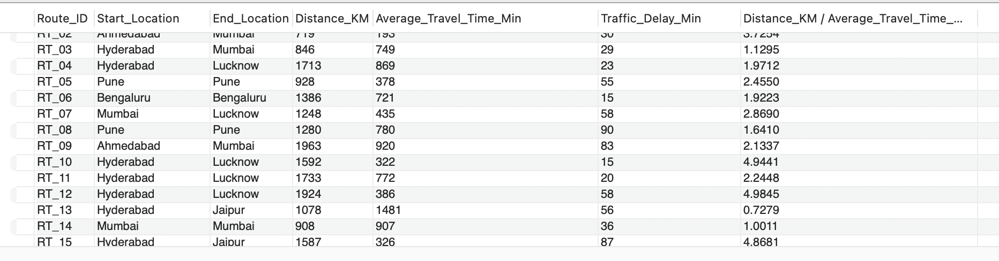 Route_ID Start_Location End_Location Distance_KM Average_Travel_Time_Min Traffic_Delay_Min Distance_KM / Average_Travel_Time_...
RT_02 Ahmedabad Mumbai 719 193 30 3.7254
RT_03 Hyderabad Mumbai 846 749 29 1.1295
RT_04 Hyderabad Lucknow 1713 869 23 1.9712
RT_05 Pune Pune 928 378 55 2.4550
RT_06 Bengaluru Bengaluru 1386 721 15 1.9223
RT_07 Mumbai Lucknow 1248 435 58 2.8690
RT_08 Pune Pune 1280 780 90 1.6410
RT_09 Ahmedabad Mumbai 1963 920 83 2.1337
RT_10 Hyderabad Lucknow 1592 322 15 4.9441
RT_11 Hyderabad Lucknow 1733 772 20 2.2448
RT_12 Hyderabad Lucknow 1924 386 58 4.9845
RT_13 Hyderabad Jaipur 1078 1481 56 0.7279
RT_14 Mumbai Mumbai 908 907 36 1.0011
RT_15 Hyderabad Jaipur 1587 326 87 4.8681